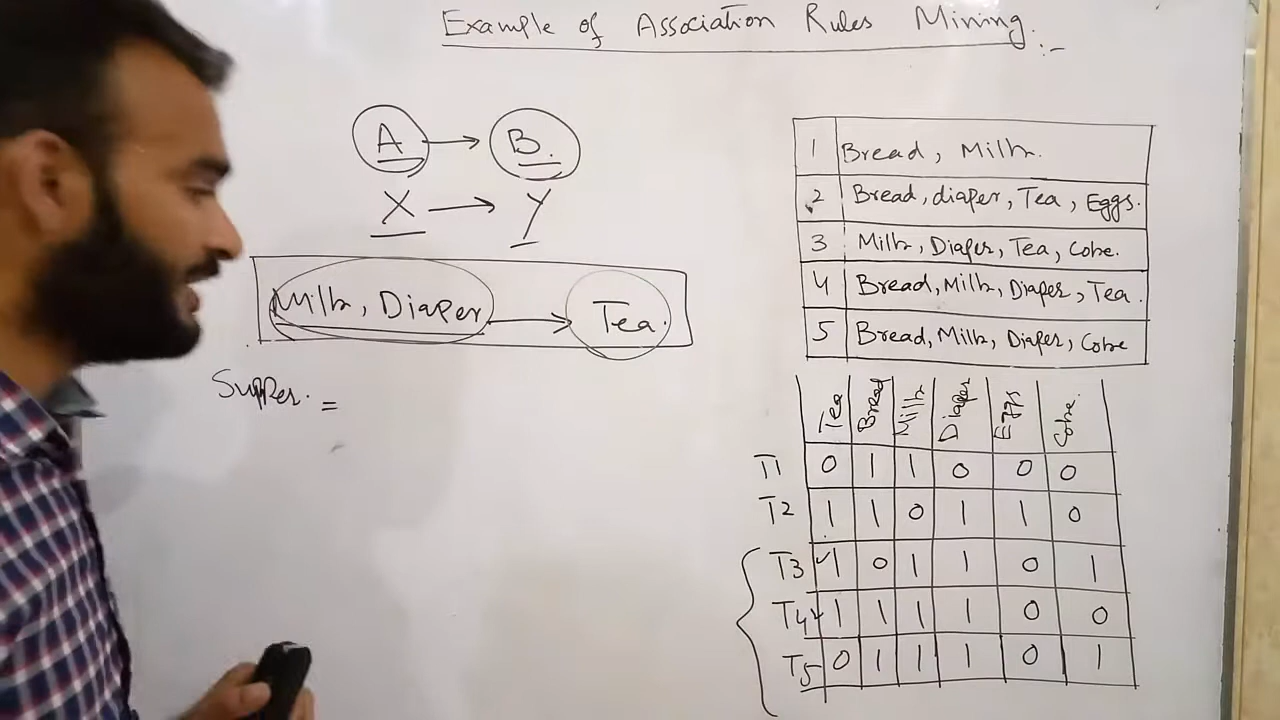 Example of Association Rules Mining :-
A → B.
X → Y
Milk, Diaper → Tea.
Supper. =
1 Bread, Milk.
2 Bread, diaper, Tea, Eggs.
3 Milk, Diaper, Tea, Coke.
4 Bread, Milk, Diaper, Tea.
5 Bread, Milk, Diaper, Coke
Tea Bread Milk Diaper Eggs Coke.
T1 0 1 1 0 0 0
T2 1 1 0 1 1 0
T3 1 0 1 1 0 1
T4 1 1 1 1 0 0
T5 0 1 1 1 0 1